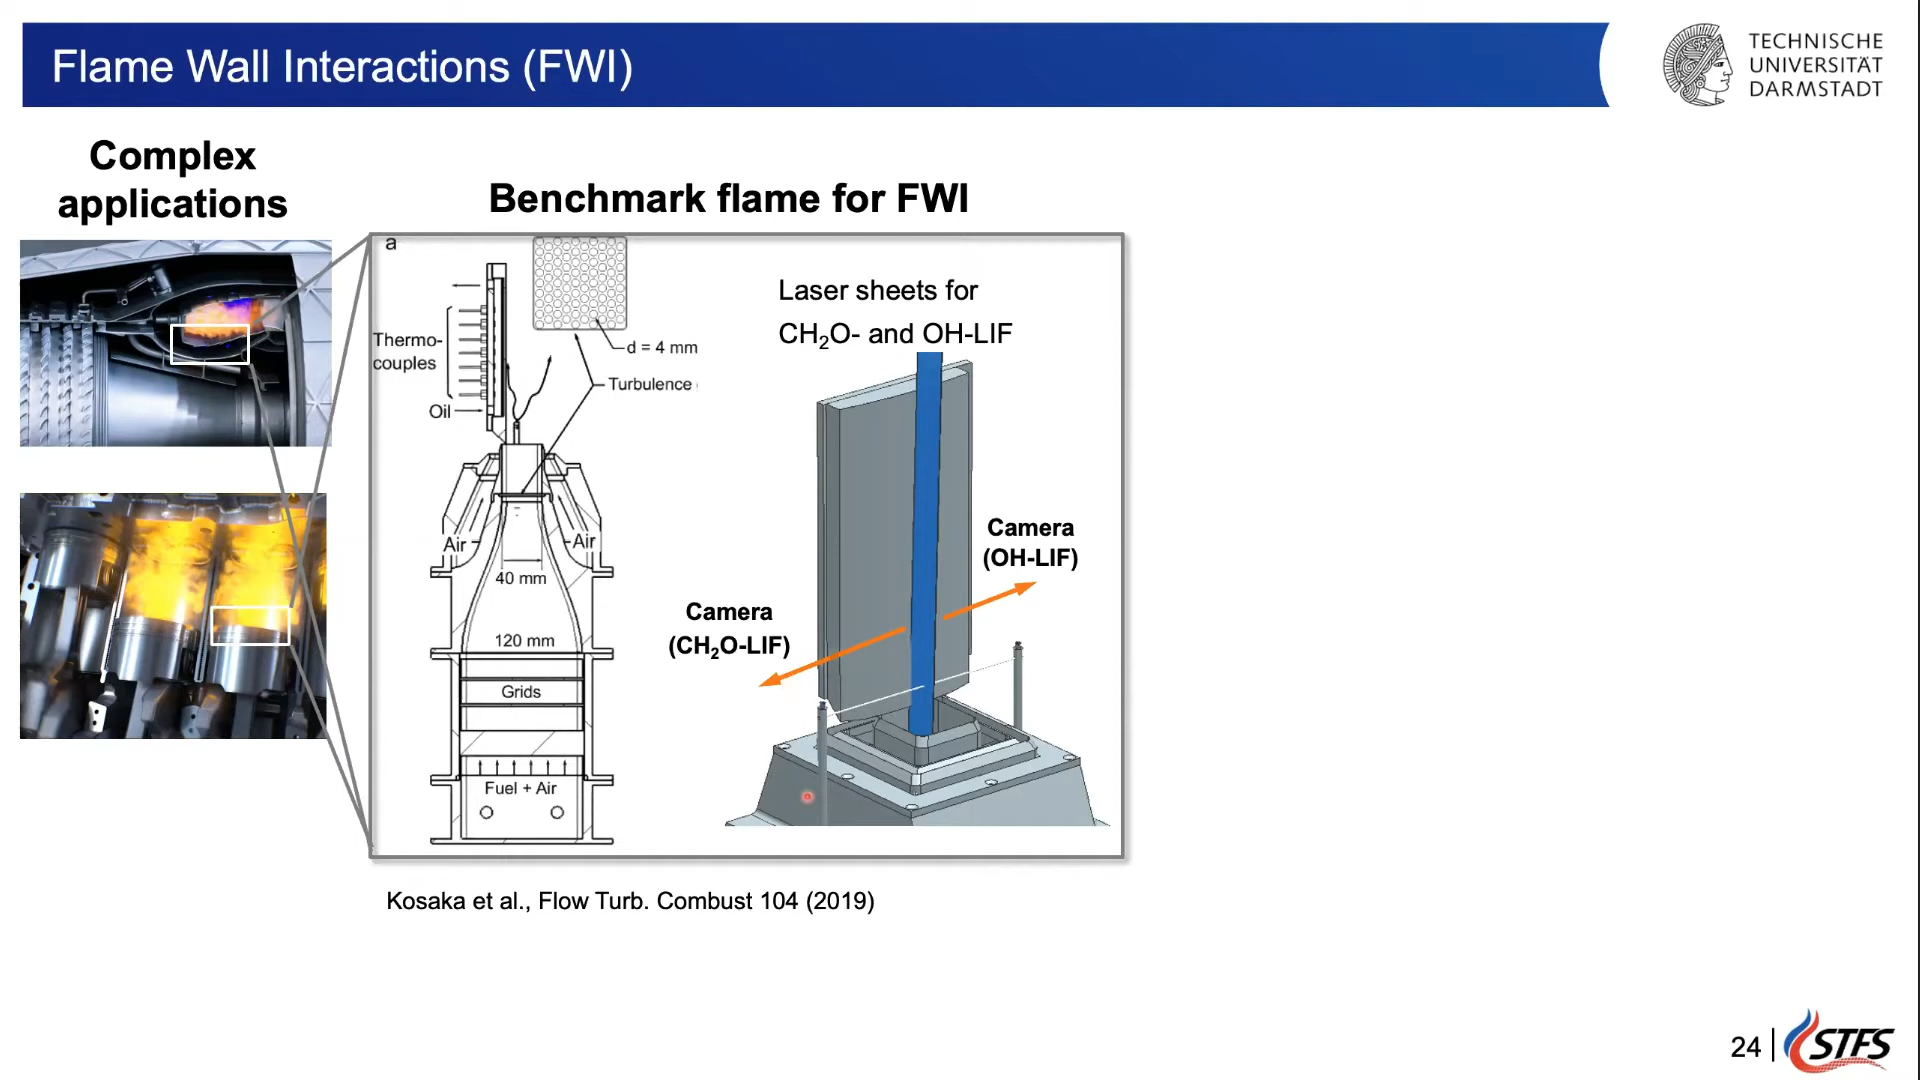 Flame Wall Interactions (FWI)
TECHNISCHE
UNIVERSITÄT
DARMSTADT
Complex
applications
Benchmark flame for FWI
a
Thermo-
couples
Oil
d = 4 mm
Turbulence
Air
Air
40 mm
120 mm
Grids
Fuel + Air
Laser sheets for
CH₂O- and OH-LIF
Camera
(OH-LIF)
Camera
(CH₂O-LIF)
Kosaka et al., Flow Turb. Combust 104 (2019)
24
STFS